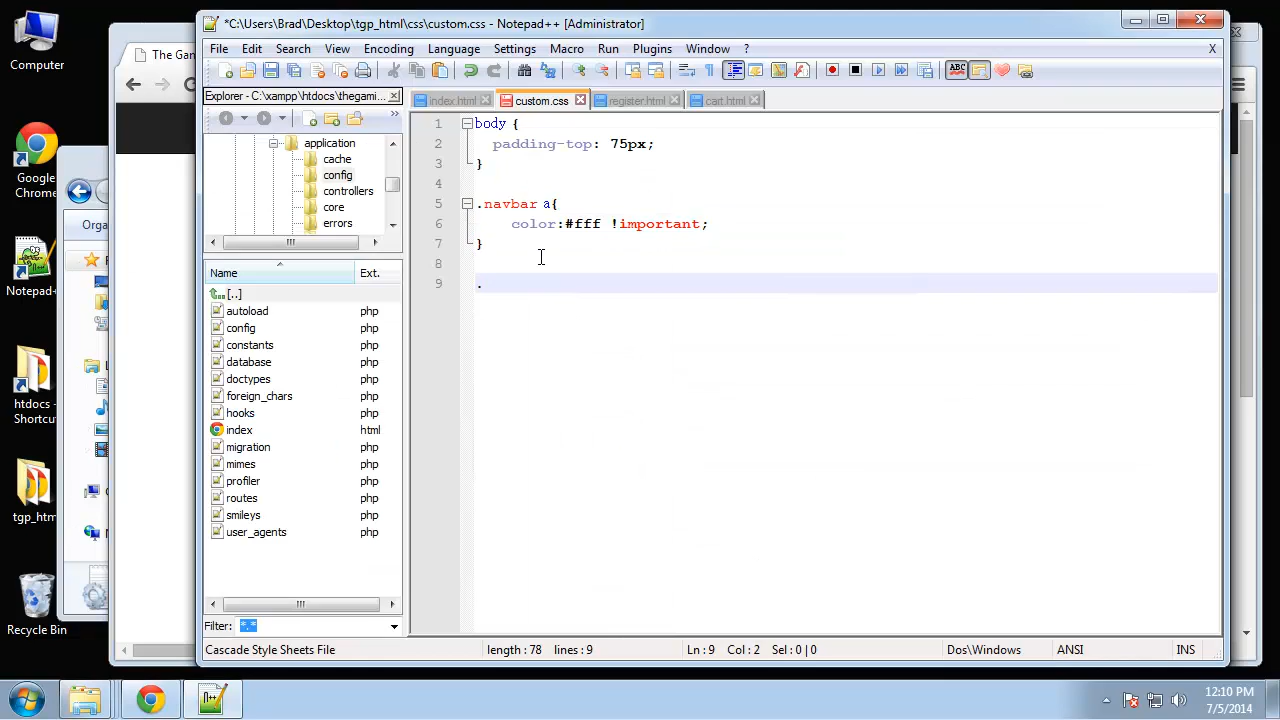 *C:\Users\Brad\Desktop\tgp_html\css\custom.css - Notepad++ [Administrator]
File Edit Search View Encoding Language Settings Macro Run Plugins Window ? X
Computer
The Gam
Explorer - C:\xampp\htdocs\thegami...
index.html custom.css register.html cart.html
application
cache
config
controllers
core
errors
Google
Chrome
Orga
Name Ext.
[..]
autoload php
config php
constants php
database php
doctypes php
foreign_chars php
hooks php
index html
migration php
mimes php
profiler php
routes php
smileys php
user_agents php
Notepad+
htdocs -
Shortcut
tgp_htm
Recycle Bin
Filter: *.*
1 body {
2 padding-top: 75px;
3 }
4
5 .navbar a{
6 color:#fff !important;
7 }
8
9 .
Cascade Style Sheets File length : 78 lines : 9 Ln : 9 Col : 2 Sel : 0 | 0 Dos\Windows ANSI INS
12:10 PM
7/5/2014